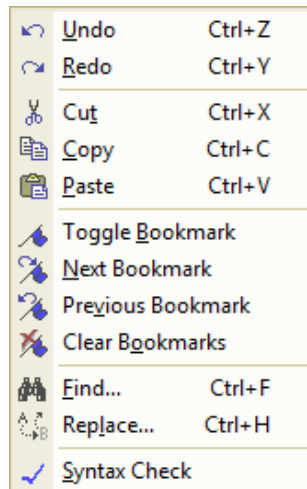 Undo Ctrl+Z
Redo Ctrl+Y
Cut Ctrl+X
Copy Ctrl+C
Paste Ctrl+V
Toggle Bookmark
Next Bookmark
Previous Bookmark
Clear Bookmarks
Find... Ctrl+F
Replace... Ctrl+H
Syntax Check